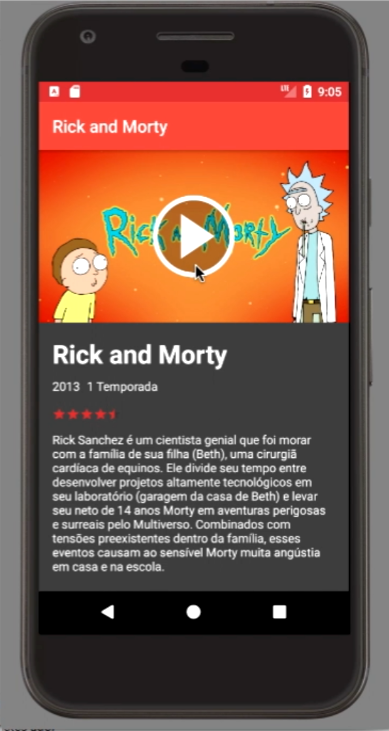 9:05
Rick and Morty
Rick and Morty
Rick and Morty
2013 1 Temporada
Rick Sanchez é um cientista genial que foi morar
com a família de sua filha (Beth), uma cirurgiã
cardíaca de equinos. Ele divide seu tempo entre
desenvolver projetos altamente tecnológicos em
seu laboratório (garagem da casa de Beth) e levar
seu neto de 14 anos Morty em aventuras perigosas
e surreais pelo Multiverso. Combinados com
tensões preexistentes dentro da família, esses
eventos causam ao sensível Morty muita angústia
em casa e na escola.